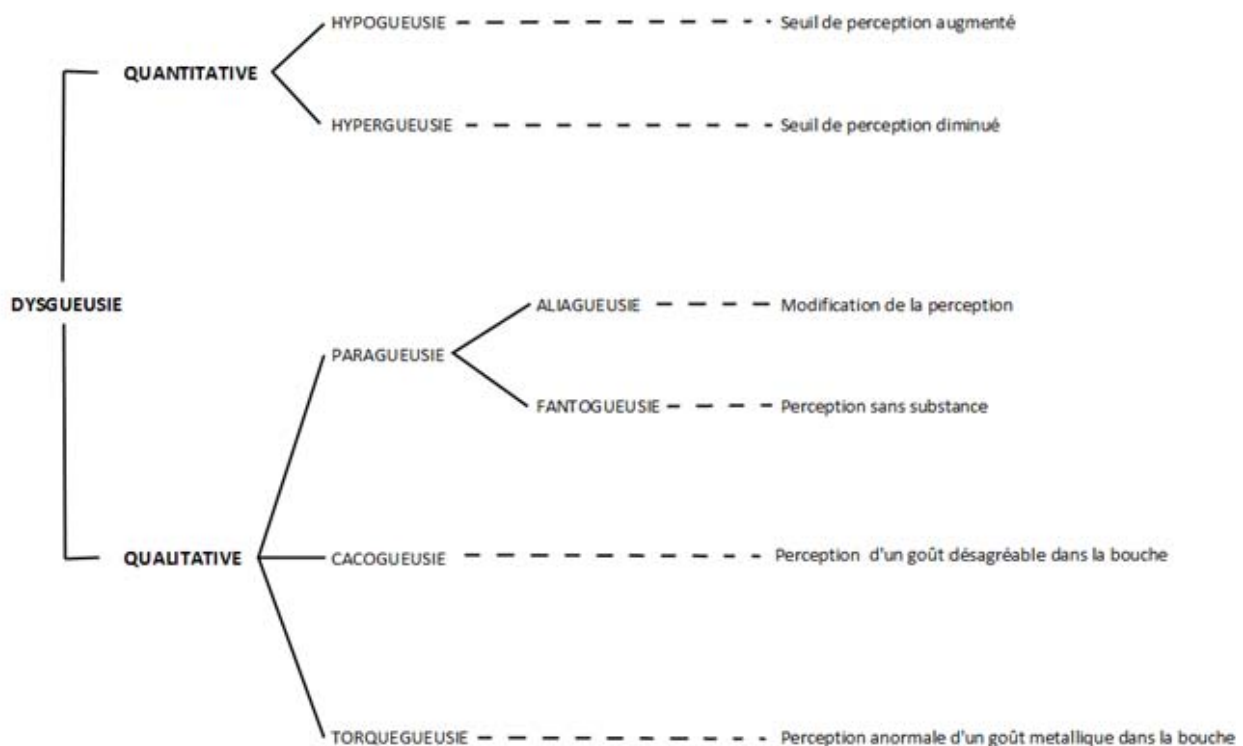 HYPOGUEUSIE Seuil de perception augmenté
QUANTITATIVE
HYPERGUEUSIE Seuil de perception diminué
DYSGUEUSIE
ALIAGUEUSIE Modification de la perception
PARAGUEUSIE
FANTOGUEUSIE Perception sans substance
QUALITATIVE
CACOGUEUSIE Perception d'un goût désagréable dans la bouche
TORQUEGUEUSIE Perception anormale d'un goût metallique dans la bouche